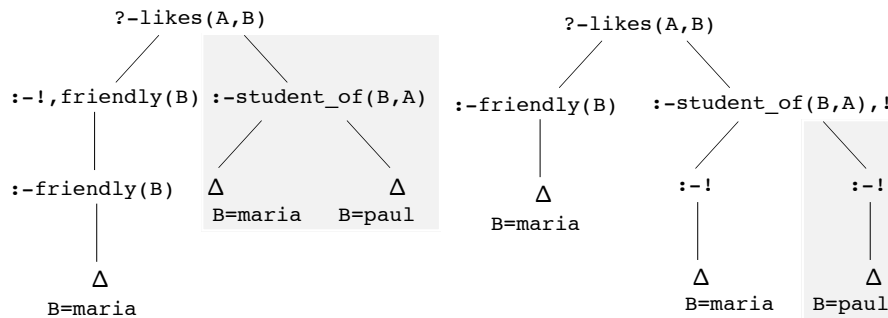 ?-likes(A,B)
:-!,friendly(B)
:-student_of(B,A)
:-friendly(B)
Δ
B=maria
Δ
B=paul
Δ
B=maria
?-likes(A,B)
:-friendly(B)
:-student_of(B,A),!
Δ
B=maria
:-!
:-!
Δ
B=maria
Δ
B=paul